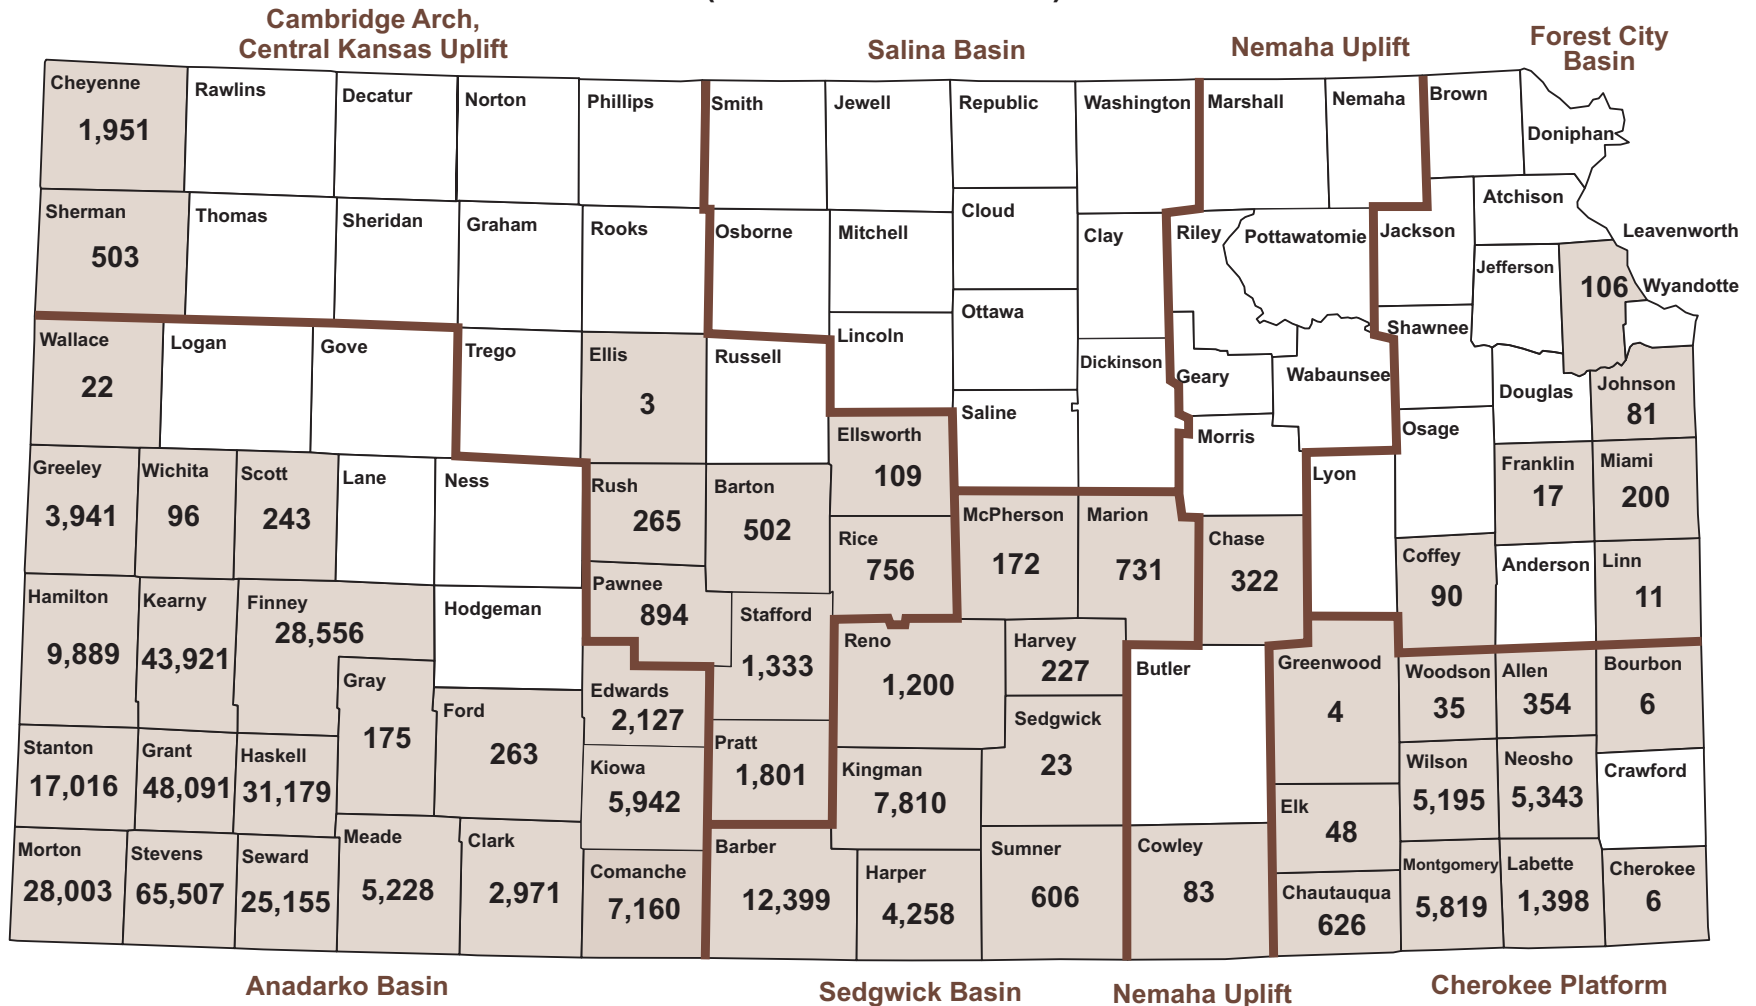 Cambridge Arch,
Central Kansas Uplift
Salina Basin
Nemaha Uplift
Forest City
Basin
Cheyenne
1,951
Rawlins
Decatur
Norton
Phillips
Smith
Jewell
Republic
Washington
Marshall
Nemaha
Brown
Doniphan
Sherman
503
Thomas
Sheridan
Graham
Rooks
Osborne
Mitchell
Cloud
Clay
Riley
Pottawatomie
Jackson
Atchison
Jefferson
Leavenworth
106
Wyandotte
Wallace
22
Logan
Gove
Trego
Ellis
3
Russell
Lincoln
Ottawa
Dickinson
Geary
Wabaunsee
Shawnee
Douglas
Johnson
81
Greeley
3,941
Wichita
96
Scott
243
Lane
Ness
Rush
265
Barton
502
Ellsworth
109
Saline
Morris
Osage
Franklin
17
Miami
200
Rice
756
McPherson
172
Marion
731
Chase
322
Lyon
Coffey
90
Anderson
Linn
11
Hamilton
9,889
Kearny
43,921
Finney
28,556
Hodgeman
Pawnee
894
Stafford
1,333
Reno
1,200
Harvey
227
Butler
Greenwood
4
Woodson
35
Allen
354
Bourbon
6
Gray
175
Ford
263
Edwards
2,127
Sedgwick
23
Stanton
17,016
Grant
48,091
Haskell
31,179
Kiowa
5,942
Pratt
1,801
Kingman
7,810
Elk
48
Wilson
5,195
Neosho
5,343
Crawford
Morton
28,003
Stevens
65,507
Seward
25,155
Meade
5,228
Clark
2,971
Comanche
7,160
Barber
12,399
Harper
4,258
Sumner
606
Cowley
83
Chautauqua
626
Montgomery
5,819
Labette
1,398
Cherokee
6
Anadarko Basin
Sedgwick Basin
Nemaha Uplift
Cherokee Platform